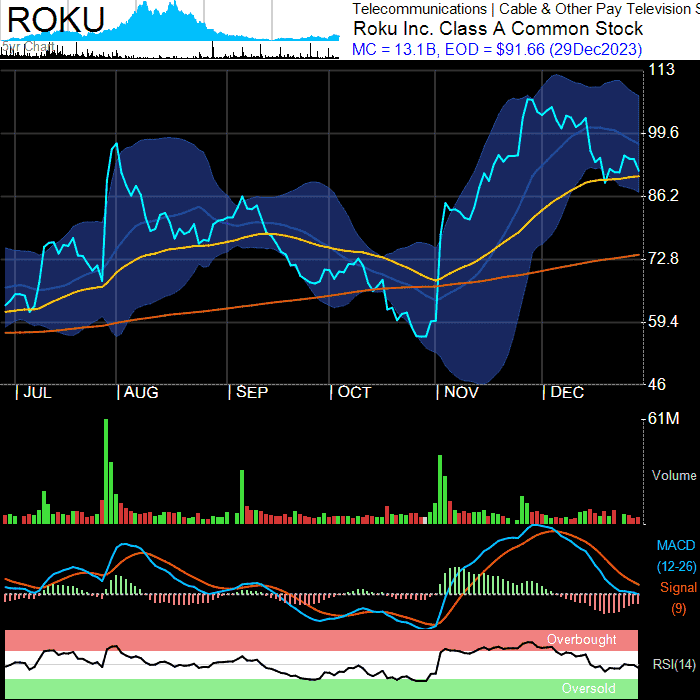 ROKU
5yr Chart
Telecommunications | Cable & Other Pay Television S
Roku Inc. Class A Common Stock
MC = 13.1B, EOD = $91.66 (29Dec2023)
113
99.6
86.2
72.8
59.4
46
JUL AUG SEP OCT NOV DEC
61M
Volume
MACD
(12-26)
Signal
(9)
Overbought
RSI(14)
Oversold